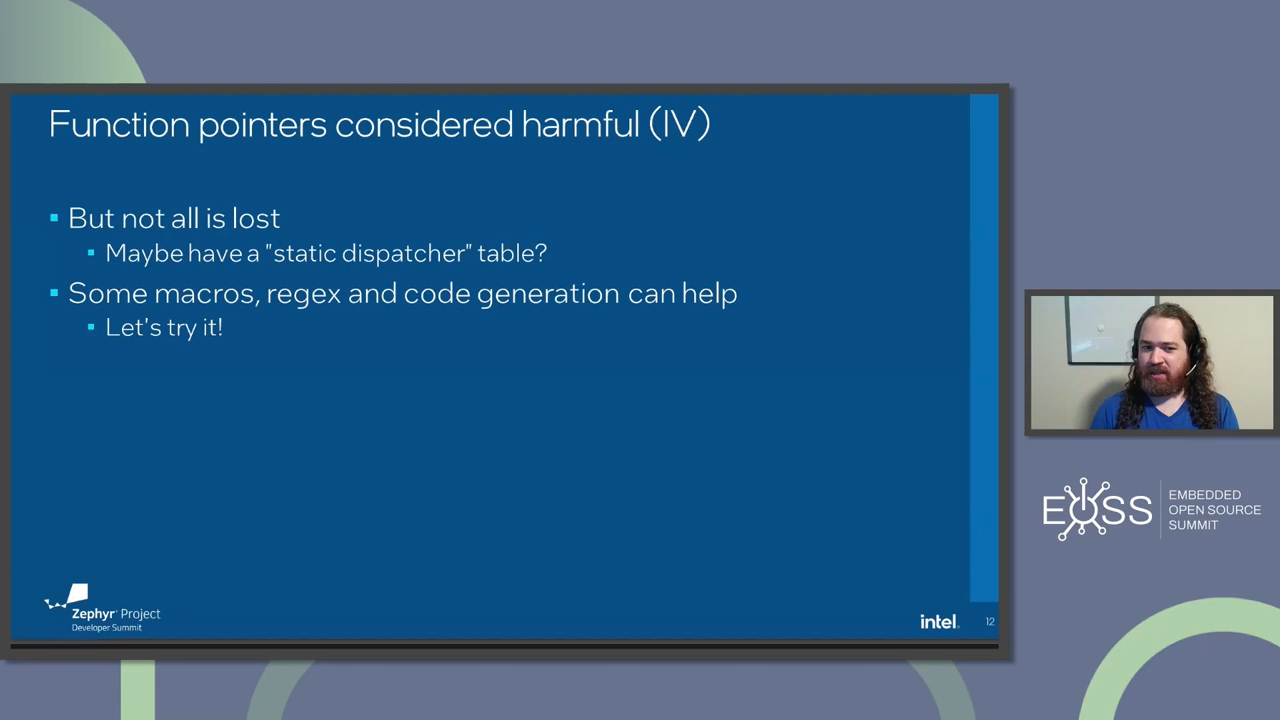 Function pointers considered harmful (IV)
But not all is lost
Maybe have a "static dispatcher" table?
Some macros, regex and code generation can help
Let's try it!
Zephyr® Project
Developer Summit
intel.
12
EOSS
EMBEDDED
OPEN SOURCE
SUMMIT